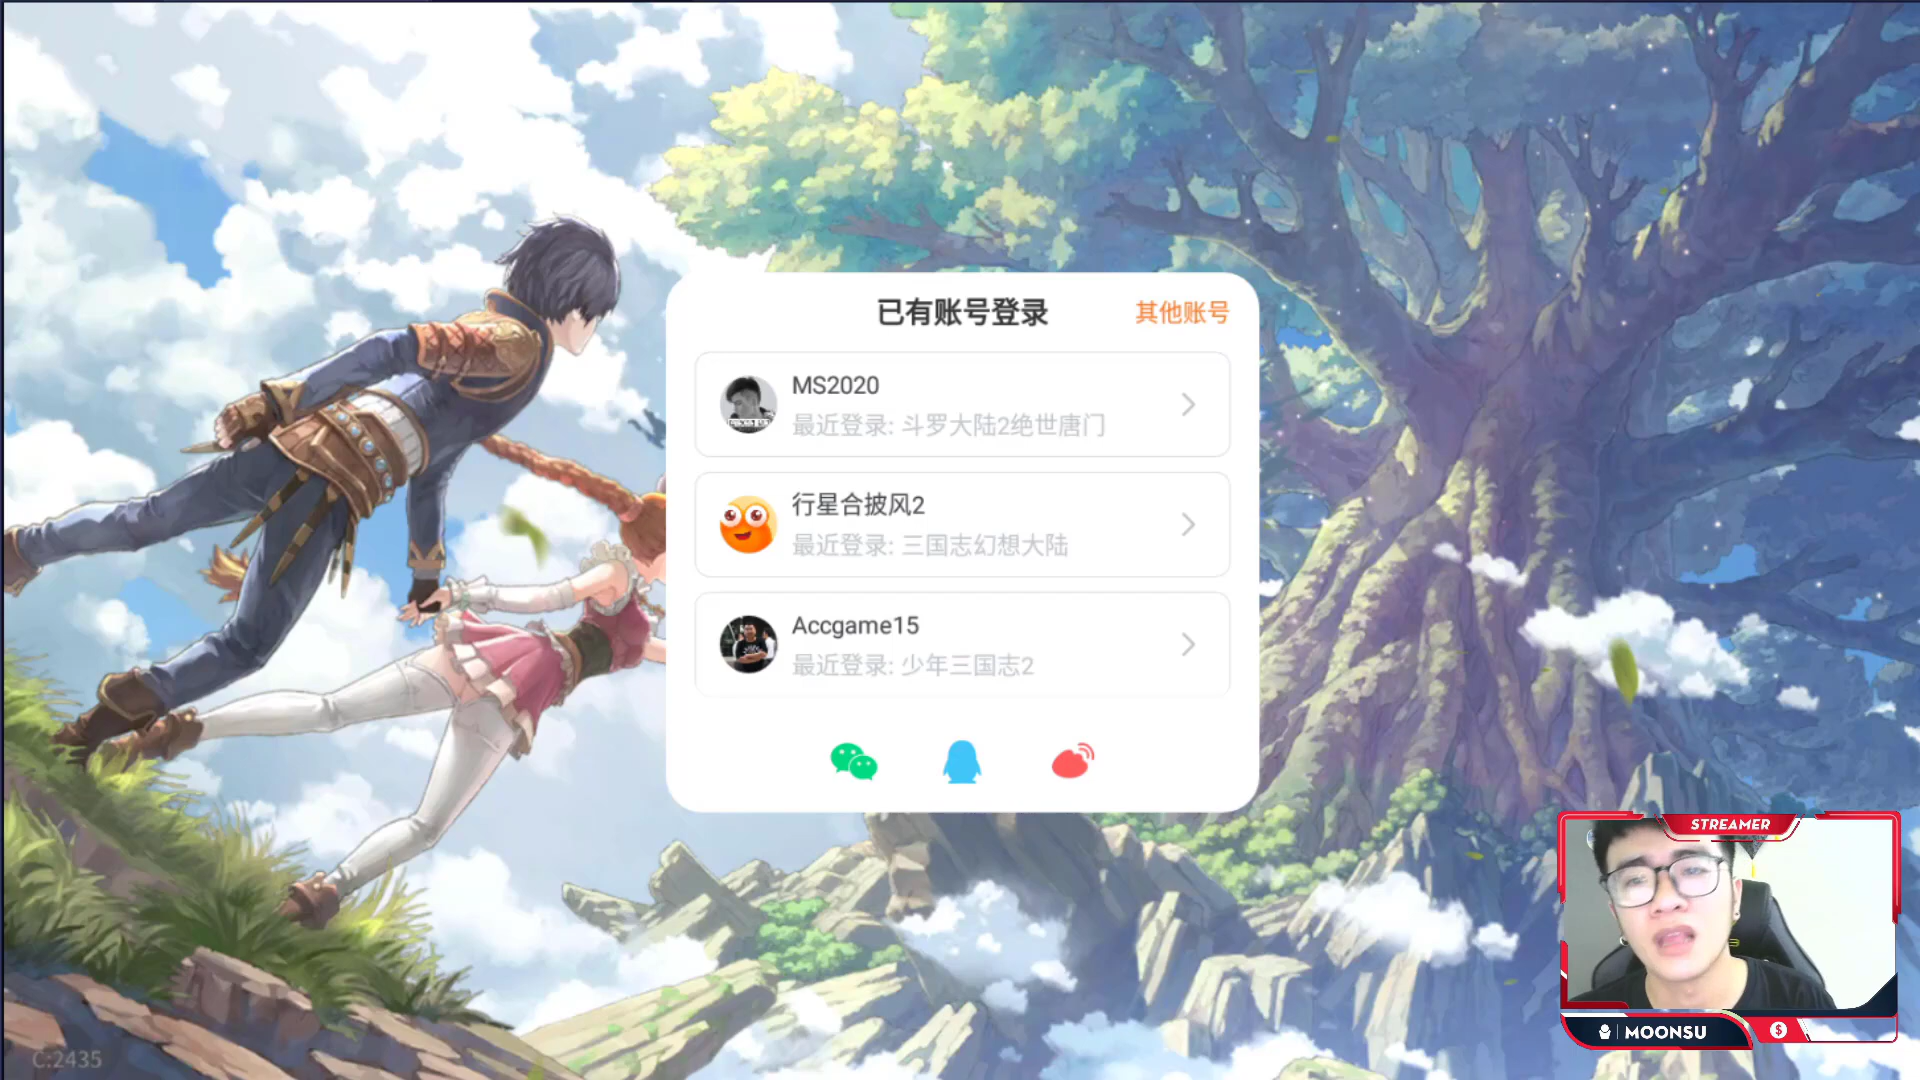 已有账号登录
其他账号
MS2020
最近登录: 斗罗大陆2绝世唐门
行星合披风2
最近登录: 三国志幻想大陆
Accgame15
最近登录: 少年三国志2
STREAMER
MOONSU
C:2435